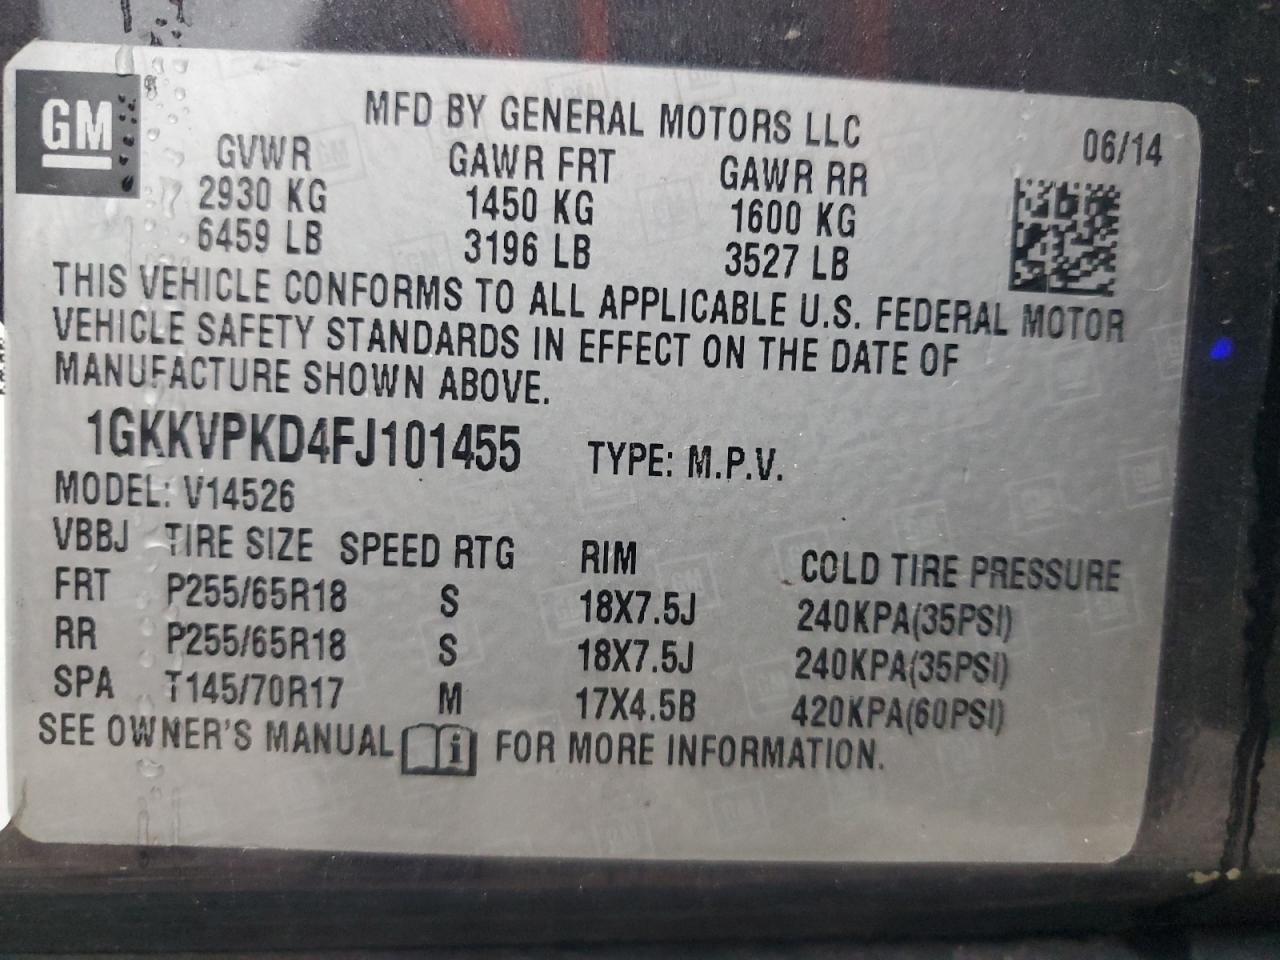 GM
MFD BY GENERAL MOTORS LLC
06/14
GVWR GAWR FRT GAWR RR
2930 KG 1450 KG 1600 KG
6459 LB 3196 LB 3527 LB
THIS VEHICLE CONFORMS TO ALL APPLICABLE U.S. FEDERAL MOTOR
VEHICLE SAFETY STANDARDS IN EFFECT ON THE DATE OF
MANUFACTURE SHOWN ABOVE.
1GKKVPKD4FJ101455 TYPE: M.P.V.
MODEL: V14526
VBBJ TIRE SIZE SPEED RTG RIM COLD TIRE PRESSURE
FRT P255/65R18 S 18X7.5J 240KPA(35PSI)
RR P255/65R18 S 18X7.5J 240KPA(35PSI)
SPA T145/70R17 M 17X4.5B 420KPA(60PSI)
SEE OWNER'S MANUAL i FOR MORE INFORMATION.